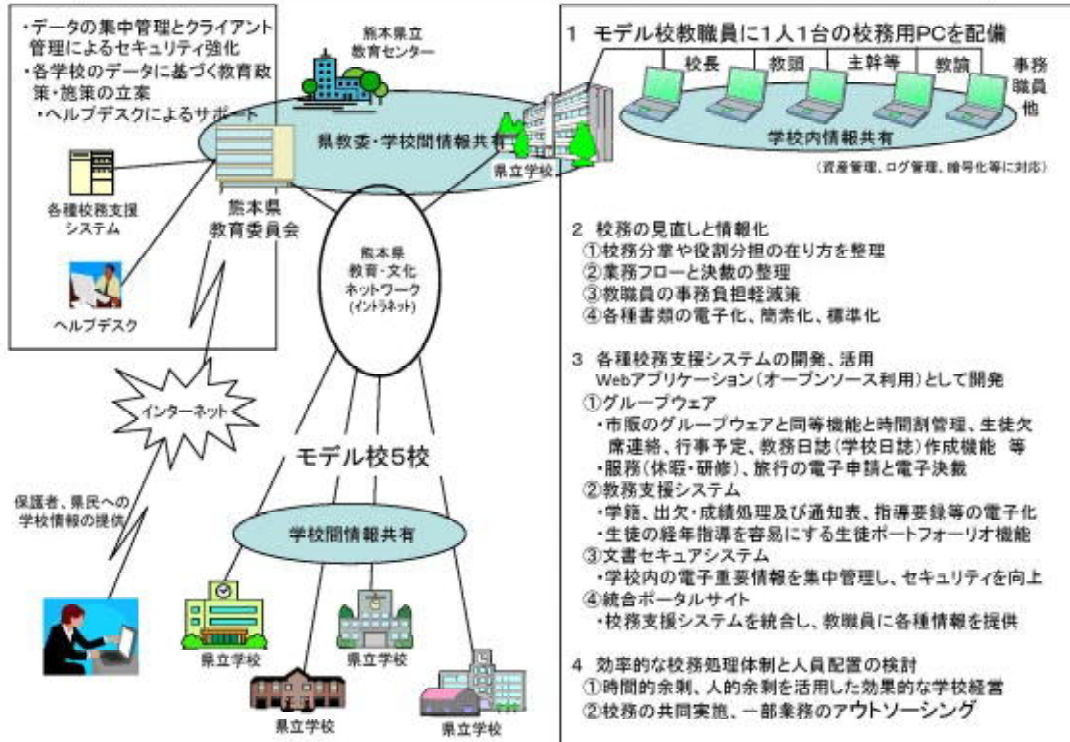 ・データの集中管理とクライアント
管理によるセキュリティ強化
・各学校のデータに基づく教育政
策・施策の立案
・ヘルプデスクによるサポート
熊本県立
教育センター
県教委・学校間情報共有
県立学校
各種校務支援
システム
熊本県
教育委員会
ヘルプデスク
熊本県
教育・文化
ネットワーク
(イントラネット)
インターネット
モデル校5校
保護者、県民への
学校情報の提供
学校間情報共有
県立学校
県立学校
県立学校
県立学校
1 モデル校教職員に1人1台の校務用PCを配備
校長 教頭 主幹等 教諭 事務
職員
他
学校内情報共有
(資産管理、ログ管理、暗号化等に対応)
2 校務の見直しと情報化
①校務分掌や役割分担の在り方を整理
②業務フローと決裁の整理
③教職員の事務負担軽減策
④各種書類の電子化、簡素化、標準化
3 各種校務支援システムの開発、活用
Webアプリケーション(オープンソース利用)として開発
①グループウェア
・市販のグループウェアと同等機能と時間割管理、生徒欠
席連絡、行事予定、教務日誌(学校日誌)作成機能 等
・服務(休暇・研修)、旅行の電子申請と電子決裁
②教務支援システム
・学籍、出欠・成績処理及び通知表、指導要録等の電子化
・生徒の経年指導を容易にする生徒ポートフォーリオ機能
③文書セキュアシステム
・学校内の電子重要情報を集中管理し、セキュリティを向上
④統合ポータルサイト
・校務支援システムを統合し、教職員に各種情報を提供
4 効率的な校務処理体制と人員配置の検討
①時間的余剰、人的余剰を活用した効果的な学校経営
②校務の共同実施、一部業務のアウトソーシング